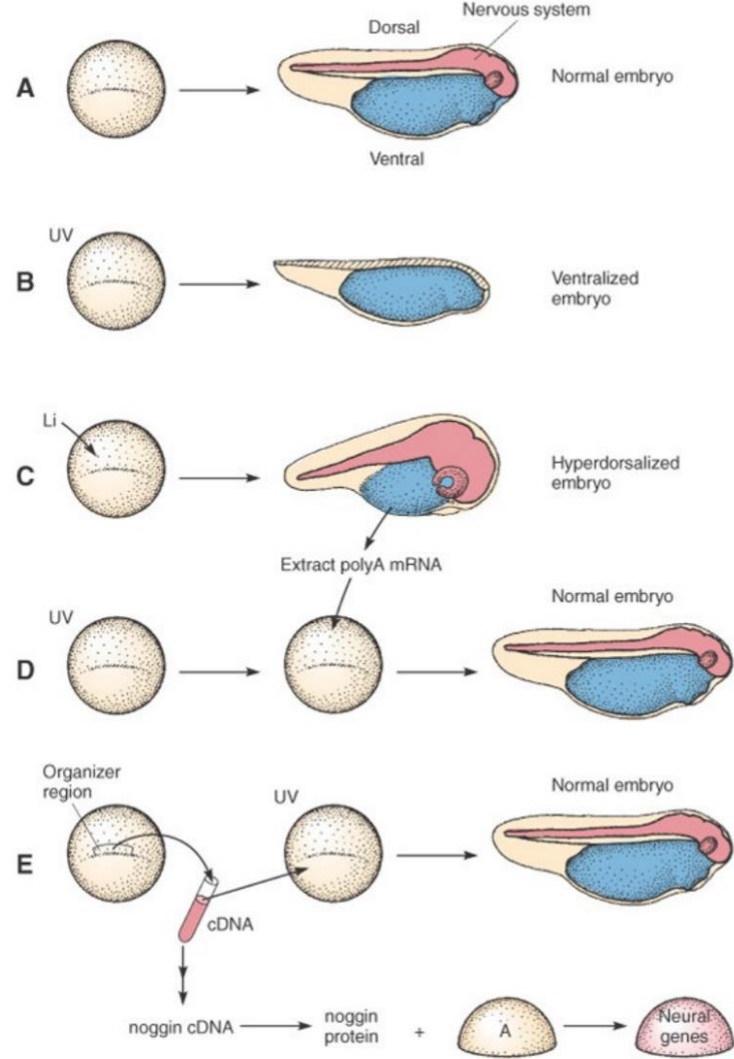 Nervous system
Dorsal
A
Normal embryo
Ventral
UV
B
Ventralized
embryo
Li
C
Hyperdorsalized
embryo
Extract polyA mRNA
UV
Normal embryo
D
Organizer
region
UV
Normal embryo
E
cDNA
noggin cDNA
noggin
protein
+
A
Neural
genes